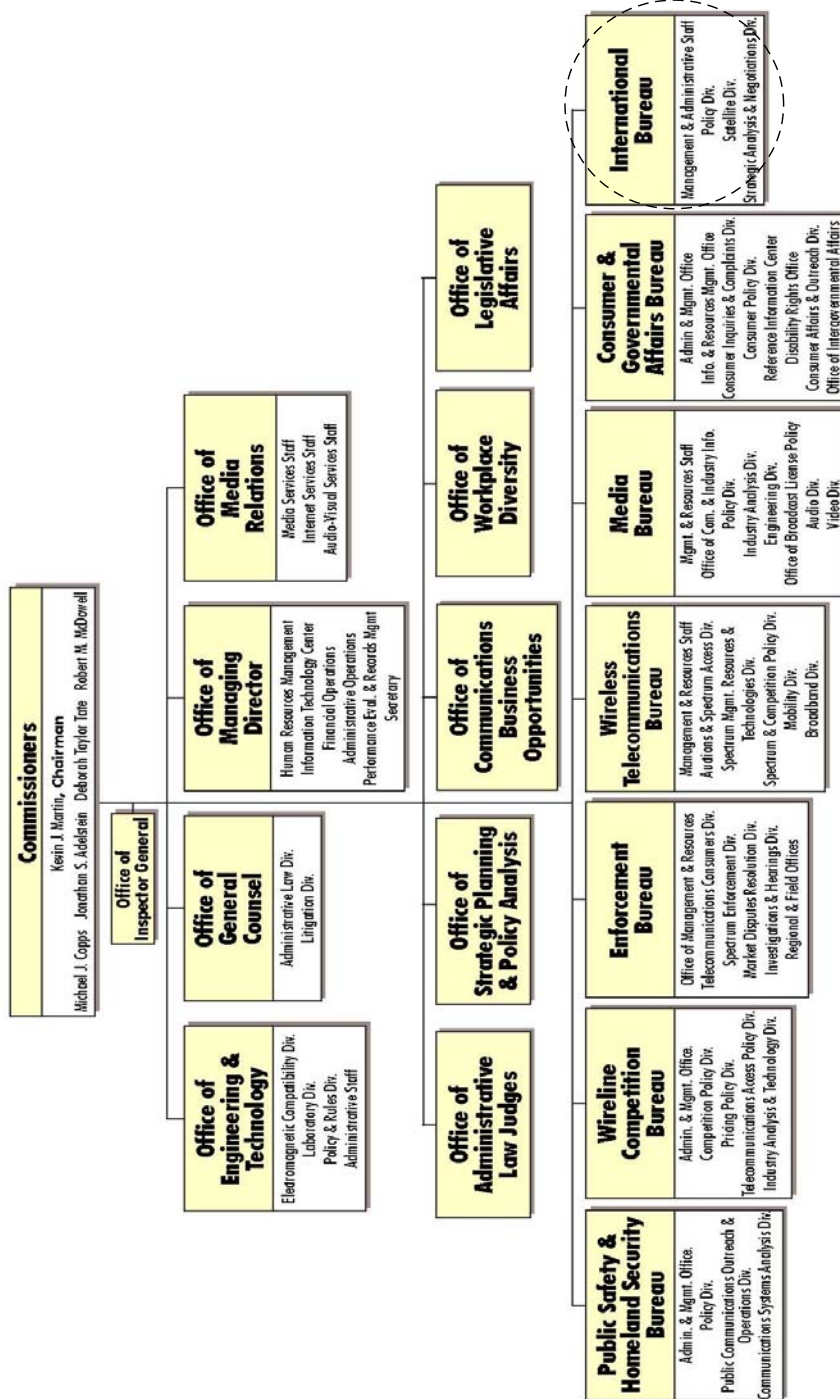 Commissioners
Kevin J. Martin, Chairman
Michael J. Copps Jonathan S. Adelstein Deborah Taylor Tate Robert M. McDowell
Office of
Inspector General
Office of
Engineering &
Technology
Electromagnetic Compatibility Div.
Laboratory Div.
Policy & Rules Div.
Administrative Staff
Office of
General
Counsel
Administrative Law Div.
Litigation Div.
Office of
Managing
Director
Human Resources Management
Information Technology Center
Financial Operations
Administrative Operations
Performance Eval. & Records Mgmt
Secretary
Office of
Media
Relations
Media Services Staff
Internet Services Staff
Audio-Visual Services Staff
Office of
Administrative
Law Judges
Office of
Strategic Planning
& Policy Analysis
Office of
Communications
Business
Opportunities
Office of
Workplace
Diversity
Office of
Legislative
Affairs
Public Safety &
Homeland Security
Bureau
Admin. & Mgmt. Office.
Policy Div.
Public Communications Outreach &
Operations Div.
Communications Systems Analysis Div.
Wireline
Competition
Bureau
Admin. & Mgmt. Office.
Competition Policy Div.
Pricing Policy Div.
Telecommunications Access Policy Div.
Industry Analysis & Technology Div.
Enforcement
Bureau
Office of Management & Resources
Telecommunications Consumers Div.
Spectrum Enforcement Div.
Market Disputes Resolution Div.
Investigations & Hearings Div.
Regional & Field Offices
Wireless
Telecommunications
Bureau
Management & Resources Staff
Auctions & Spectrum Access Div.
Spectrum Mgmt. Resources &
Technologies Div.
Spectrum & Competition Policy Div.
Mobility Div.
Broadband Div.
Media
Bureau
Mgmt. & Resources Staff
Office of Com. & Industry Info.
Policy Div.
Industry Analysis Div.
Engineering Div.
Office of Broadcast License Policy
Audio Div.
Video Div.
Consumer &
Governmental
Affairs Bureau
Admin & Mgmt. Office
Info. & Resources Mgmt. Office
Consumer Inquiries & Complaints Div.
Consumer Policy Div.
Reference Information Center
Disability Rights Office
Consumer Affairs & Outreach Div.
Office of Intergovernmental Affairs
International
Bureau
Management & Administrative Staff
Policy Div.
Satellite Div.
Strategic Analysis & Negotiations Div.